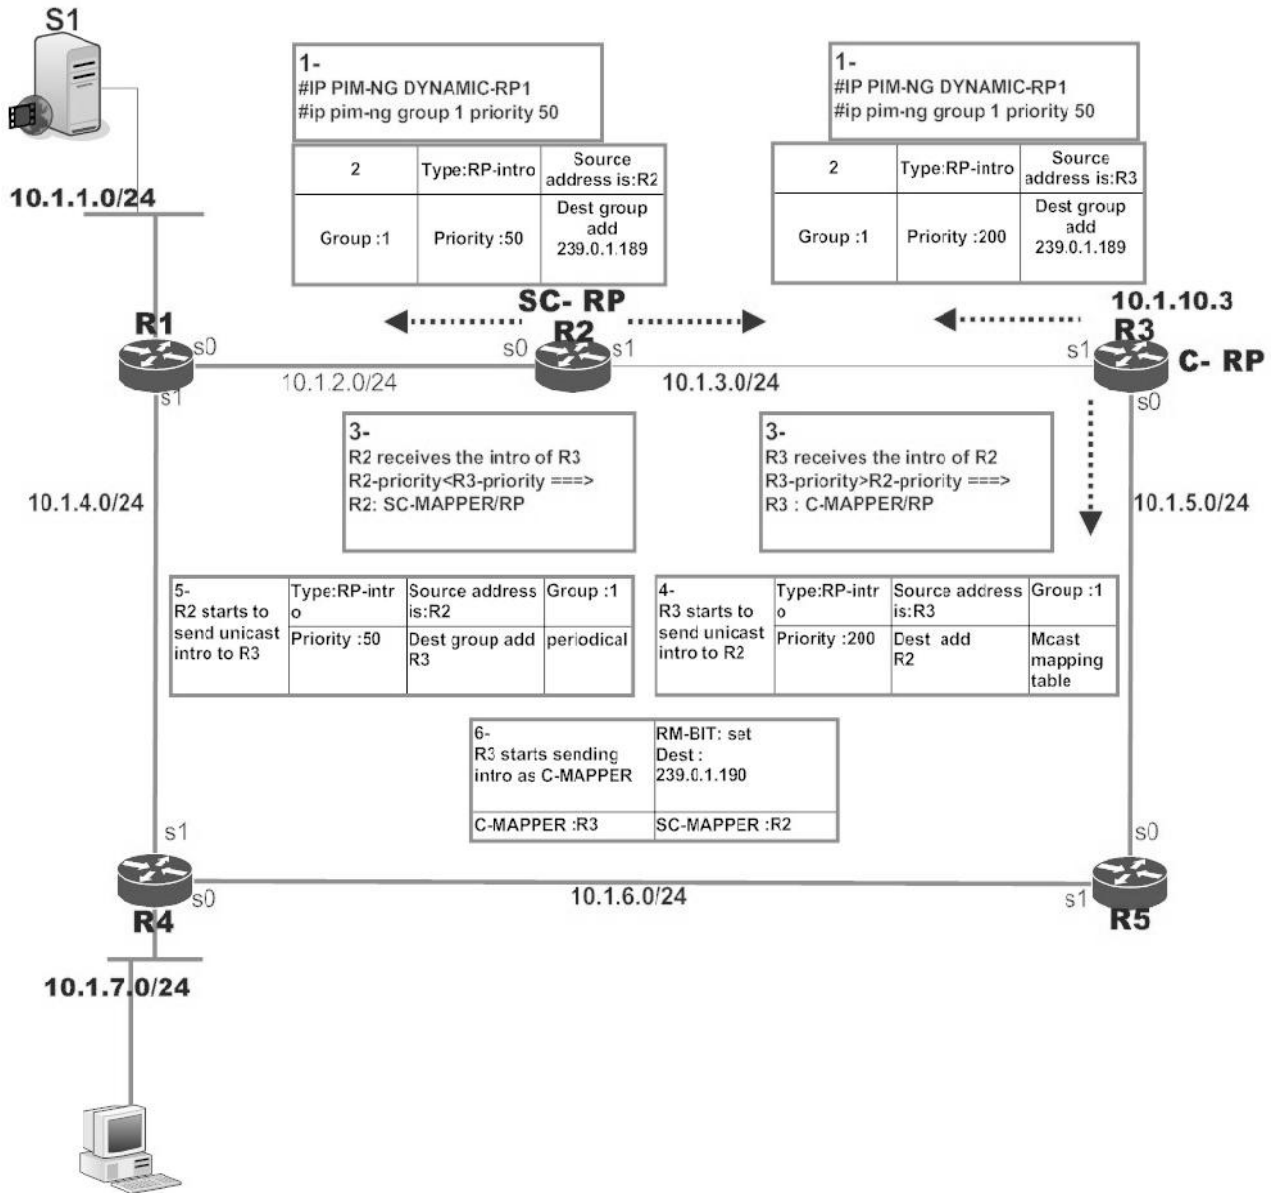 S1
1-
#IP PIM-NG DYNAMIC-RP1
#ip pim-ng group 1 priority 50
1-
#IP PIM-NG DYNAMIC-RP1
#ip pim-ng group 1 priority 50
2
Type:RP-intro
Source
address is:R2
Group :1
Priority :50
Dest group
add
239.0.1.189
2
Type:RP-intro
Source
address is:R3
Group :1
Priority :200
Dest group
add
239.0.1.189
10.1.1.0/24
SC- RP
10.1.10.3
R1
R2
R3
s0
s0
s1
s1
C- RP
10.1.2.0/24
10.1.3.0/24
s1
s0
3-
R2 receives the intro of R3
R2-priority<R3-priority ===>
R2: SC-MAPPER/RP
3-
R3 receives the intro of R2
R3-priority>R2-priority ===>
R3 : C-MAPPER/RP
10.1.4.0/24
10.1.5.0/24
5-
R2 starts to
send unicast
intro to R3
Type:RP-intr
o
Source address
is:R2
Group :1
Priority :50
Dest group add
R3
periodical
4-
R3 starts to
send unicast
intro to R2
Type:RP-intr
o
Source address
is:R3
Group :1
Priority :200
Dest add
R2
Mcast
mapping
table
6-
R3 starts sending
intro as C-MAPPER
RM-BIT: set
Dest :
239.0.1.190
C-MAPPER :R3
SC-MAPPER :R2
s1
s0
s0
10.1.6.0/24
s1
R4
R5
10.1.7.0/24